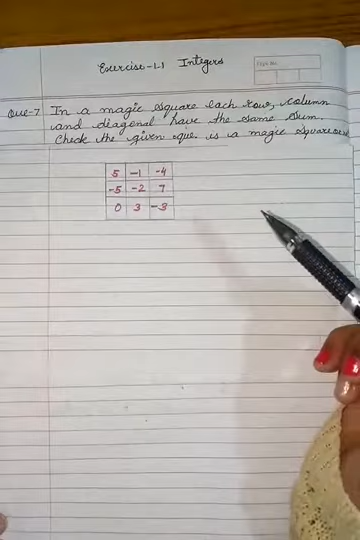 Exercise-1.1 Integers
Que-7 In a magic square each row, column
and diagonal have the same sum.
Check the given que. is a magic square or
5 -1 -4
-5 -2 7
0 3 -3